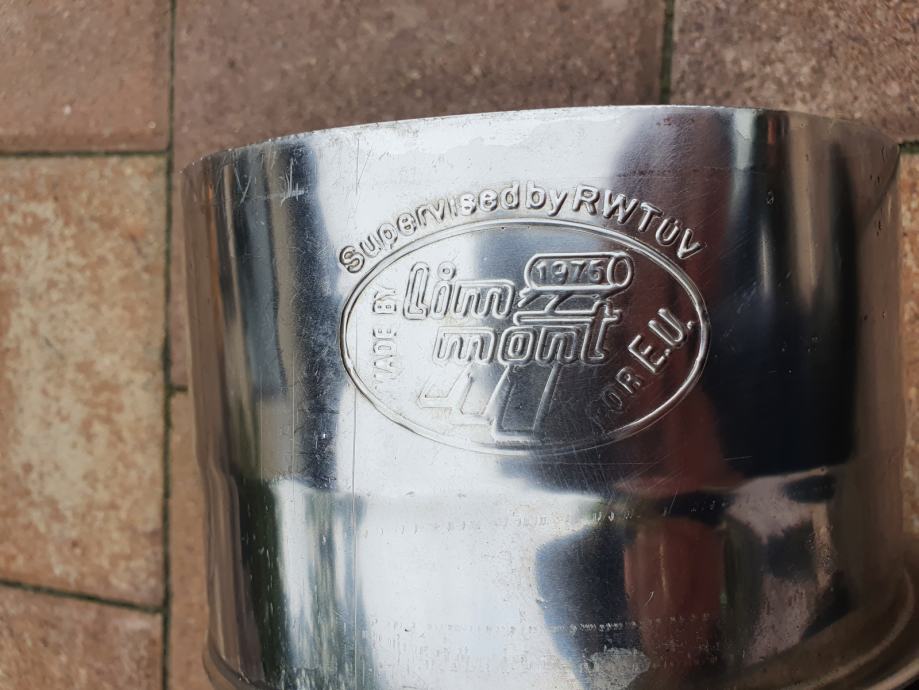 Supervised by RWTÜV
1975
MADE BY
Lim
mont
FOR E.U.